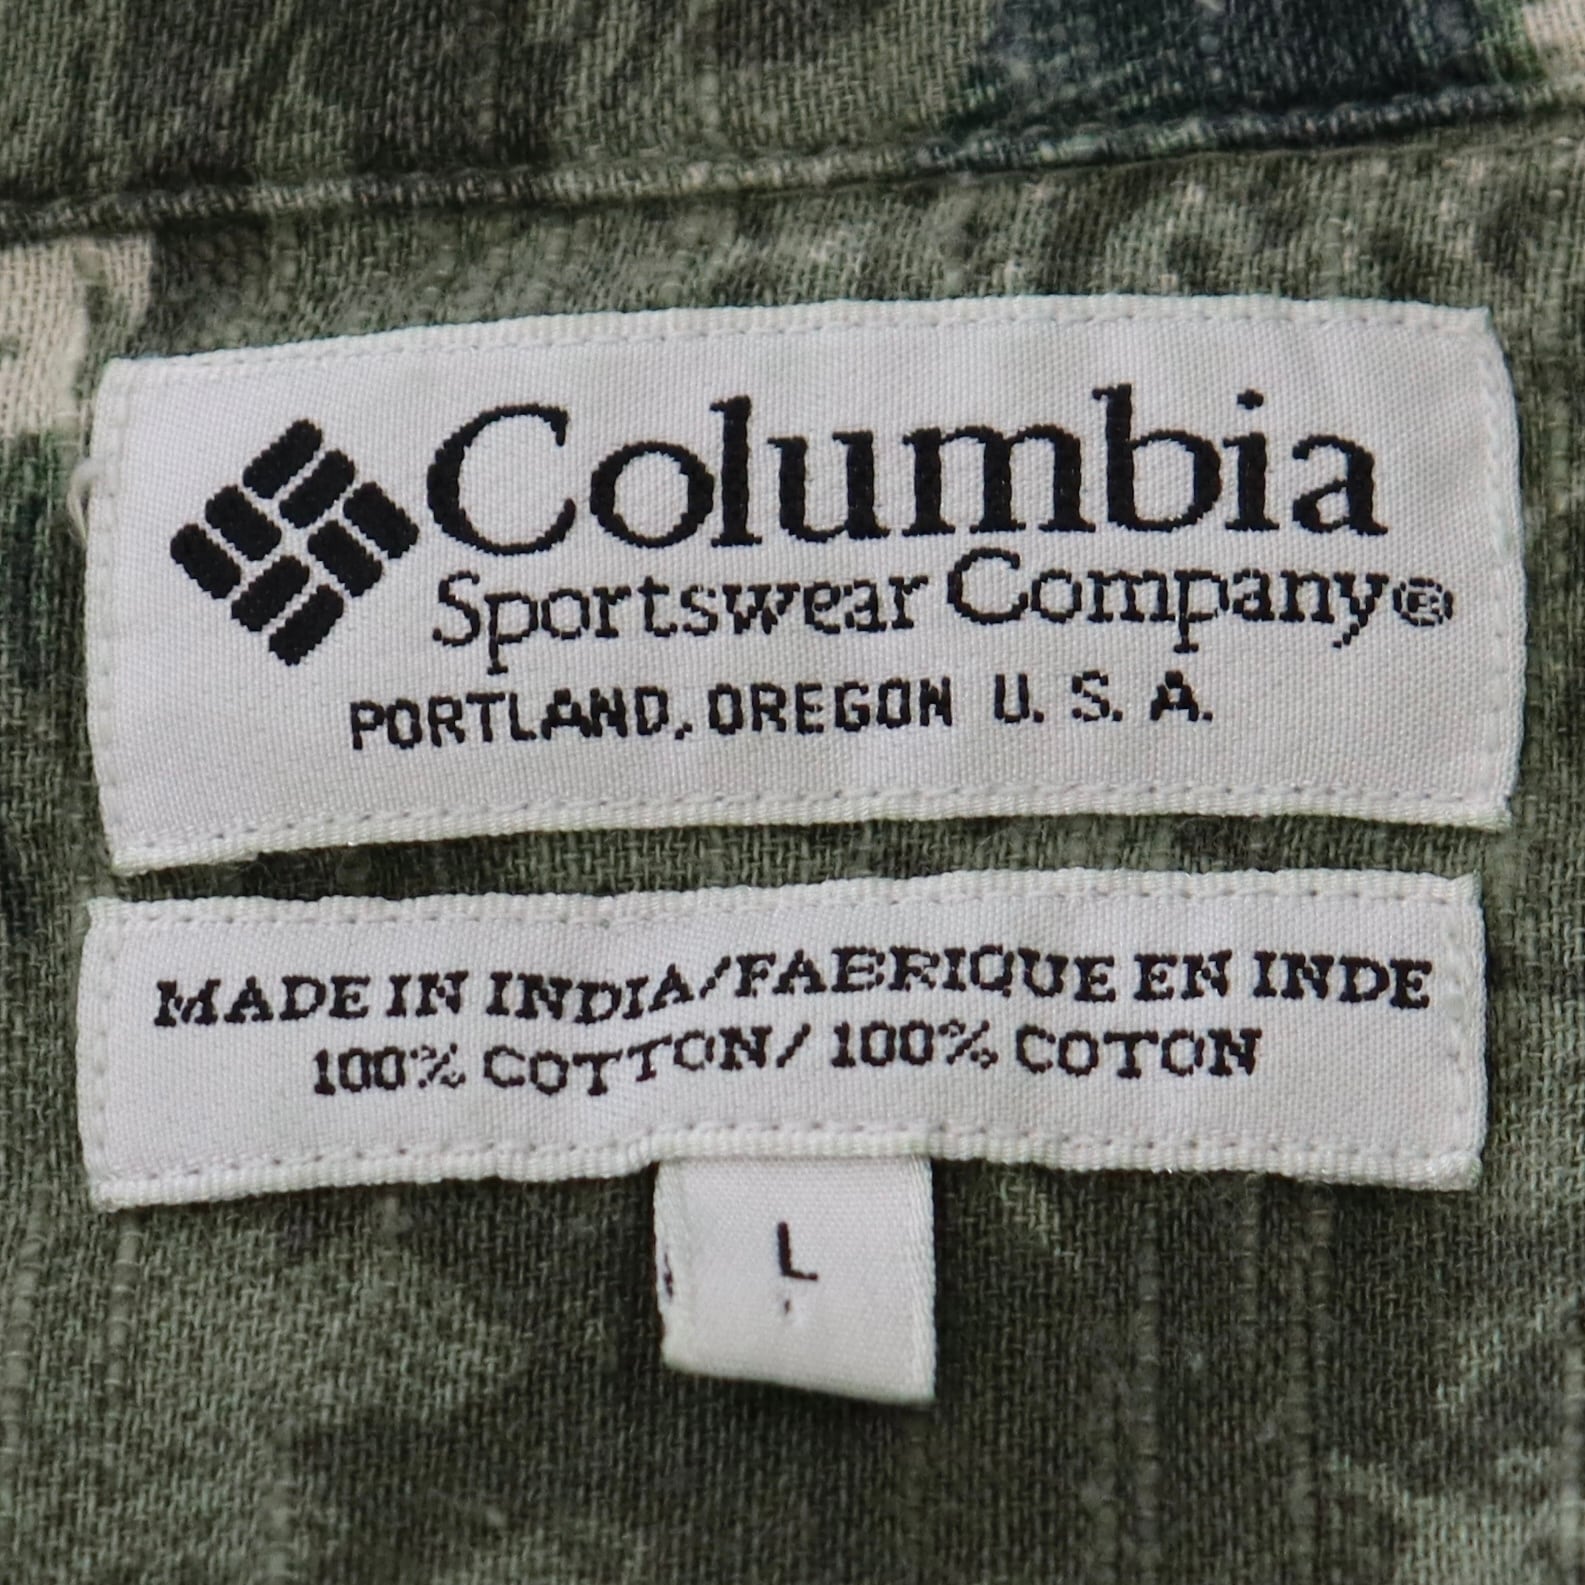 Columbia
Sportswear Company®
PORTLAND, OREGON U. S. A.
MADE IN INDIA/FABRIQUE EN INDE
100% COTTON/ 100% COTON
L